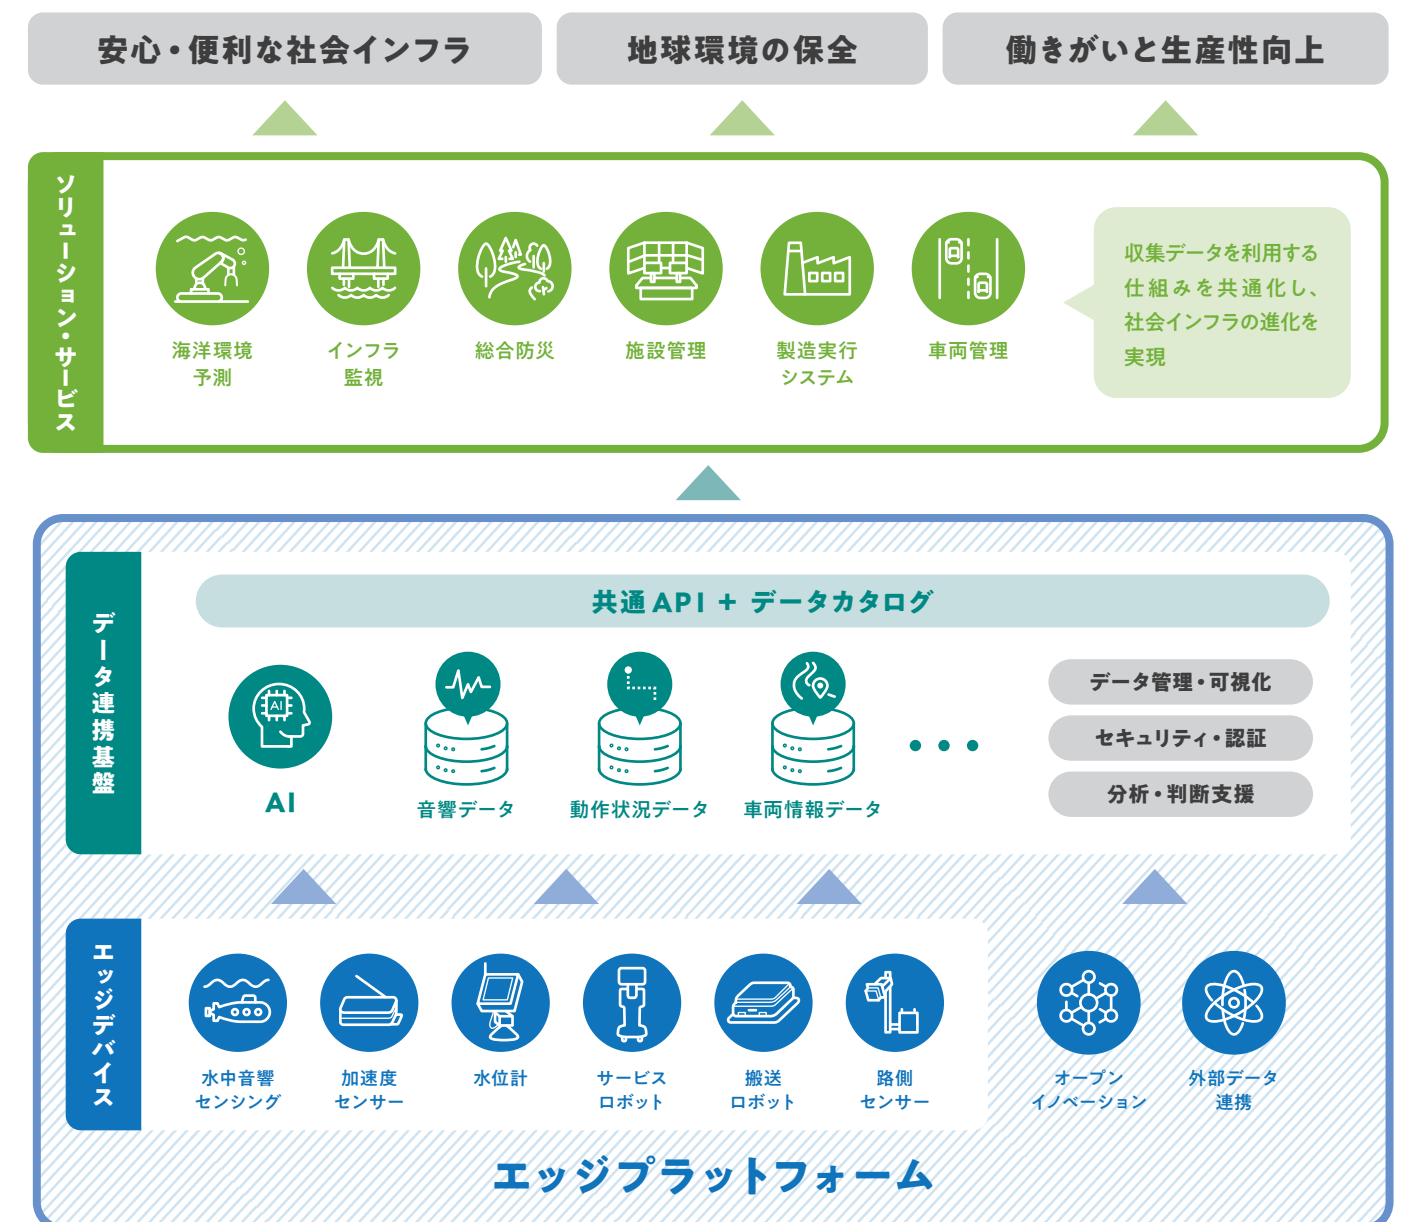 安心・便利な社会インフラ
地球環境の保全
働きがいと生産性向上
ソリューション・サービス
海洋環境
予測
インフラ
監視
総合防災
施設管理
製造実行
システム
車両管理
収集データを利用する
仕組みを共通化し、
社会インフラの進化を
実現
データ連携基盤
共通API + データカタログ
AI
AI
音響データ
動作状況データ
車両情報データ
データ管理・可視化
セキュリティ・認証
分析・判断支援
エッジデバイス
水中音響
センシング
加速度
センサー
水位計
サービス
ロボット
搬送
ロボット
路側
センサー
オープン
イノベーション
外部データ
連携
エッジプラットフォーム